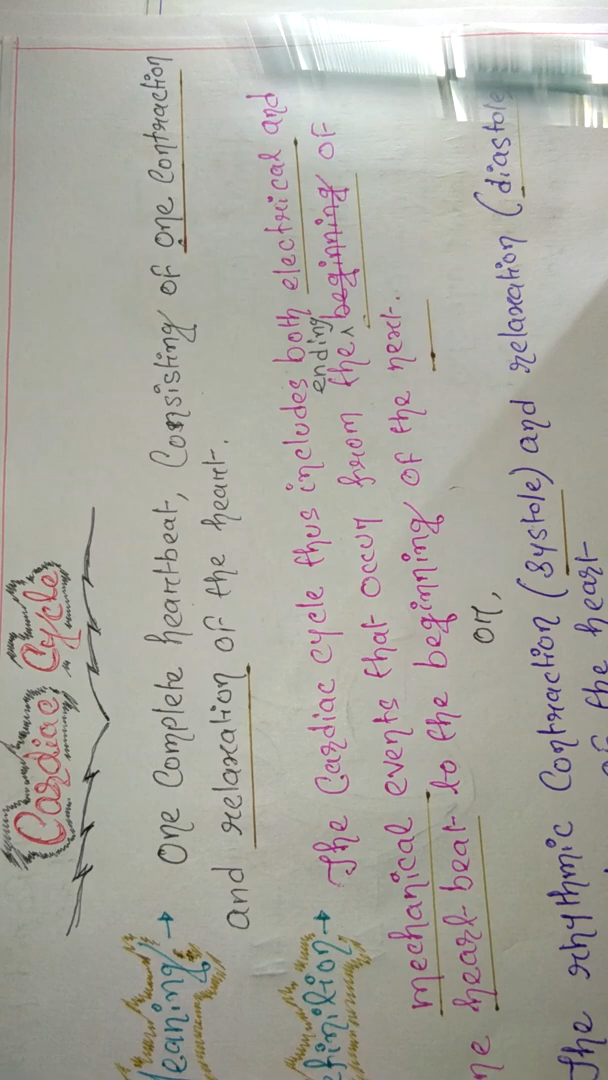 Cardiac Cycle
Meaning → One Complete heartbeat, Consisting of one Contraction
and relaxation of the heart.
Definition → The Cardiac cycle thus includes both electrical and
mechanical events that occur from the ending beginning of
one heart-beat to the beginning of the next.
or,
The rhythmic Contraction (systole) and relaxation (diastole
of the heart